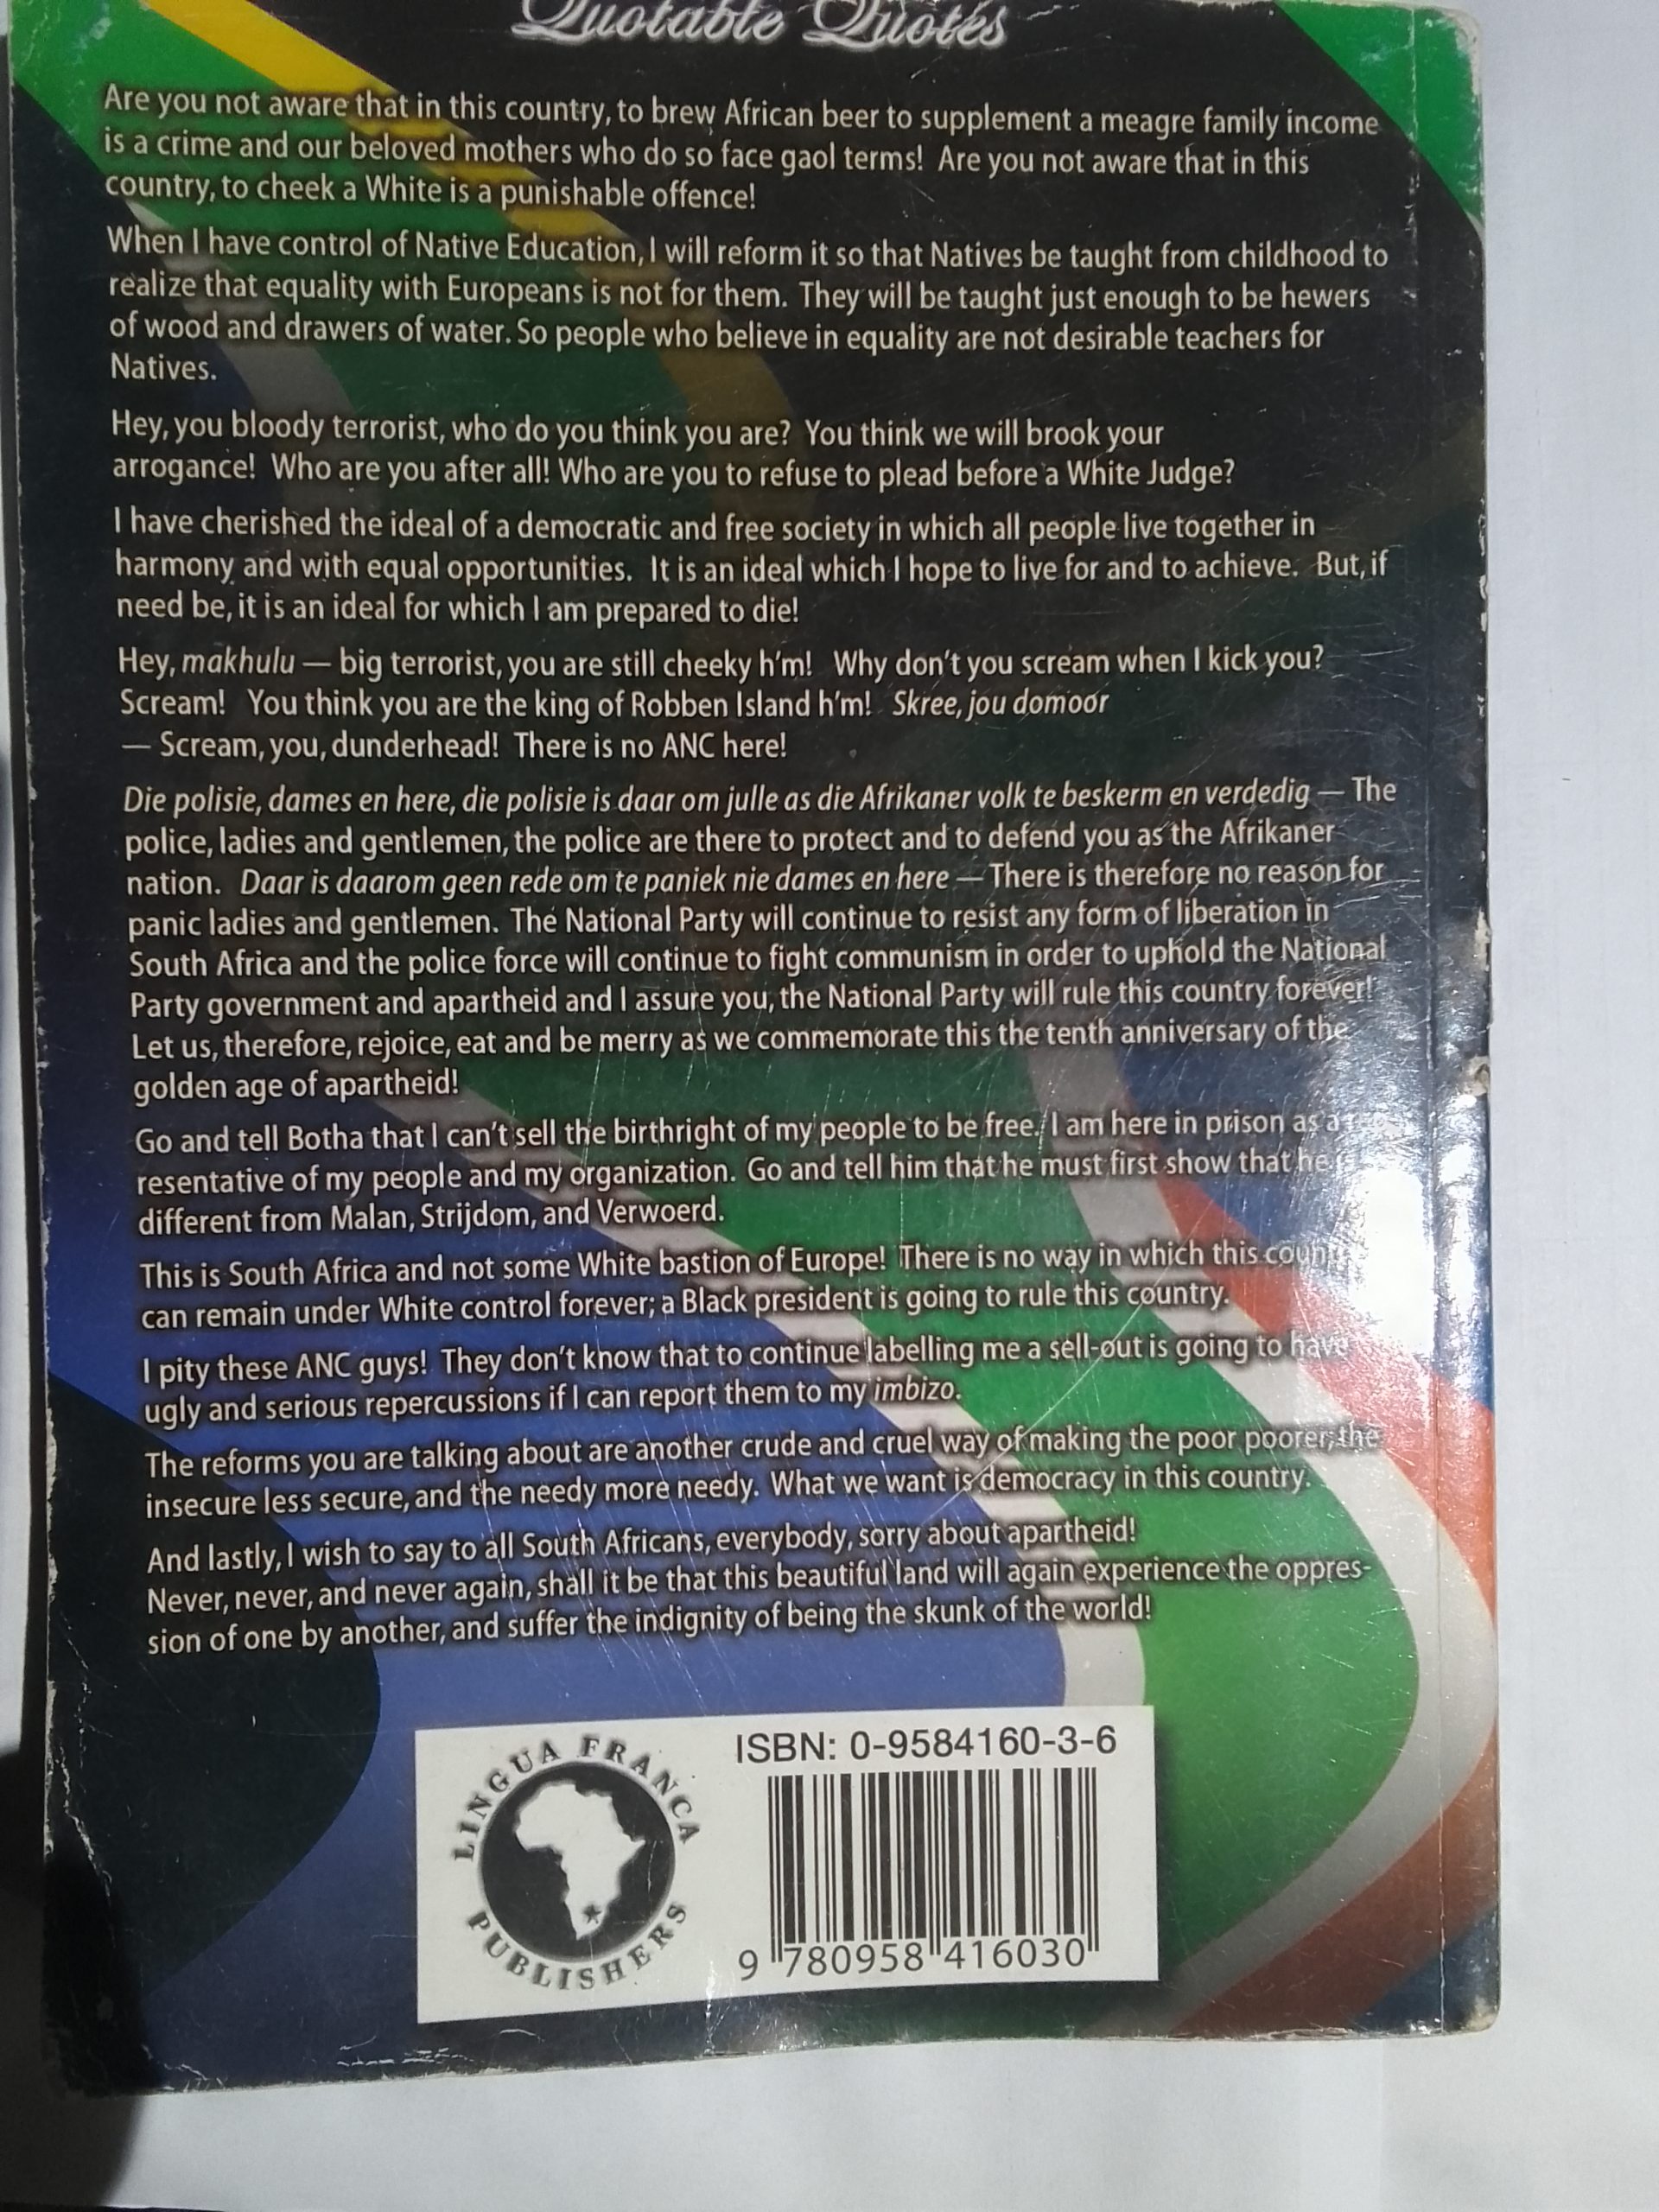 Quotable Quotes
Are you not aware that in this country, to brew African beer to supplement a meagre family income
is a crime and our beloved mothers who do so face gaol terms! Are you not aware that in this
country, to cheek a White is a punishable offence!
When I have control of Native Education, I will reform it so that Natives be taught from childhood to
realize that equality with Europeans is not for them. They will be taught just enough to be hewers
of wood and drawers of water. So people who believe in equality are not desirable teachers for
Natives.
Hey, you bloody terrorist, who do you think you are? You think we will brook your
arrogance! Who are you after all! Who are you to refuse to plead before a White Judge?
I have cherished the ideal of a democratic and free society in which all people live together in
harmony and with equal opportunities. It is an ideal which I hope to live for and to achieve. But, if
need be, it is an ideal for which I am prepared to die!
Hey, makhulu — big terrorist, you are still cheeky h'm! Why don't you scream when I kick you?
Scream! You think you are the king of Robben Island h'm! Skree, jou domoor
— Scream, you, dunderhead! There is no ANC here!
Die polisie, dames en here, die polisie is daar om julle as die Afrikaner volk te beskerm en verdedig — The
police, ladies and gentlemen, the police are there to protect and to defend you as the Afrikaner
nation. Daar is daarom geen rede om te paniek nie dames en here — There is therefore no reason for
panic ladies and gentlemen. The National Party will continue to resist any form of liberation in
South Africa and the police force will continue to fight communism in order to uphold the National
Party government and apartheid and I assure you, the National Party will rule this country forever!
Let us, therefore, rejoice, eat and be merry as we commemorate this the tenth anniversary of the
golden age of apartheid!
Go and tell Botha that I can't sell the birthright of my people to be free. I am here in prison as a
resentative of my people and my organization. Go and tell him that he must first show that he
different from Malan, Strijdom, and Verwoerd.
This is South Africa and not some White bastion of Europe! There is no way in which this
can remain under White control forever; a Black president is going to rule this country.
I pity these ANC guys! They don't know that to continue labelling me a sell-out is going to have
ugly and serious repercussions if I can report them to my imbizo.
The reforms you are talking about are another crude and cruel way of making the poor poorer, the
insecure less secure, and the needy more needy. What we want is democracy in this country.
And lastly, I wish to say to all South Africans, everybody, sorry about apartheid!
Never, never, and never again, shall it be that this beautiful land will again experience the oppres-
sion of one by another, and suffer the indignity of being the skunk of the world!
LINGUA FRANCA
PUBLISHERS
ISBN: 0-9584160-3-6
9 780958 416030